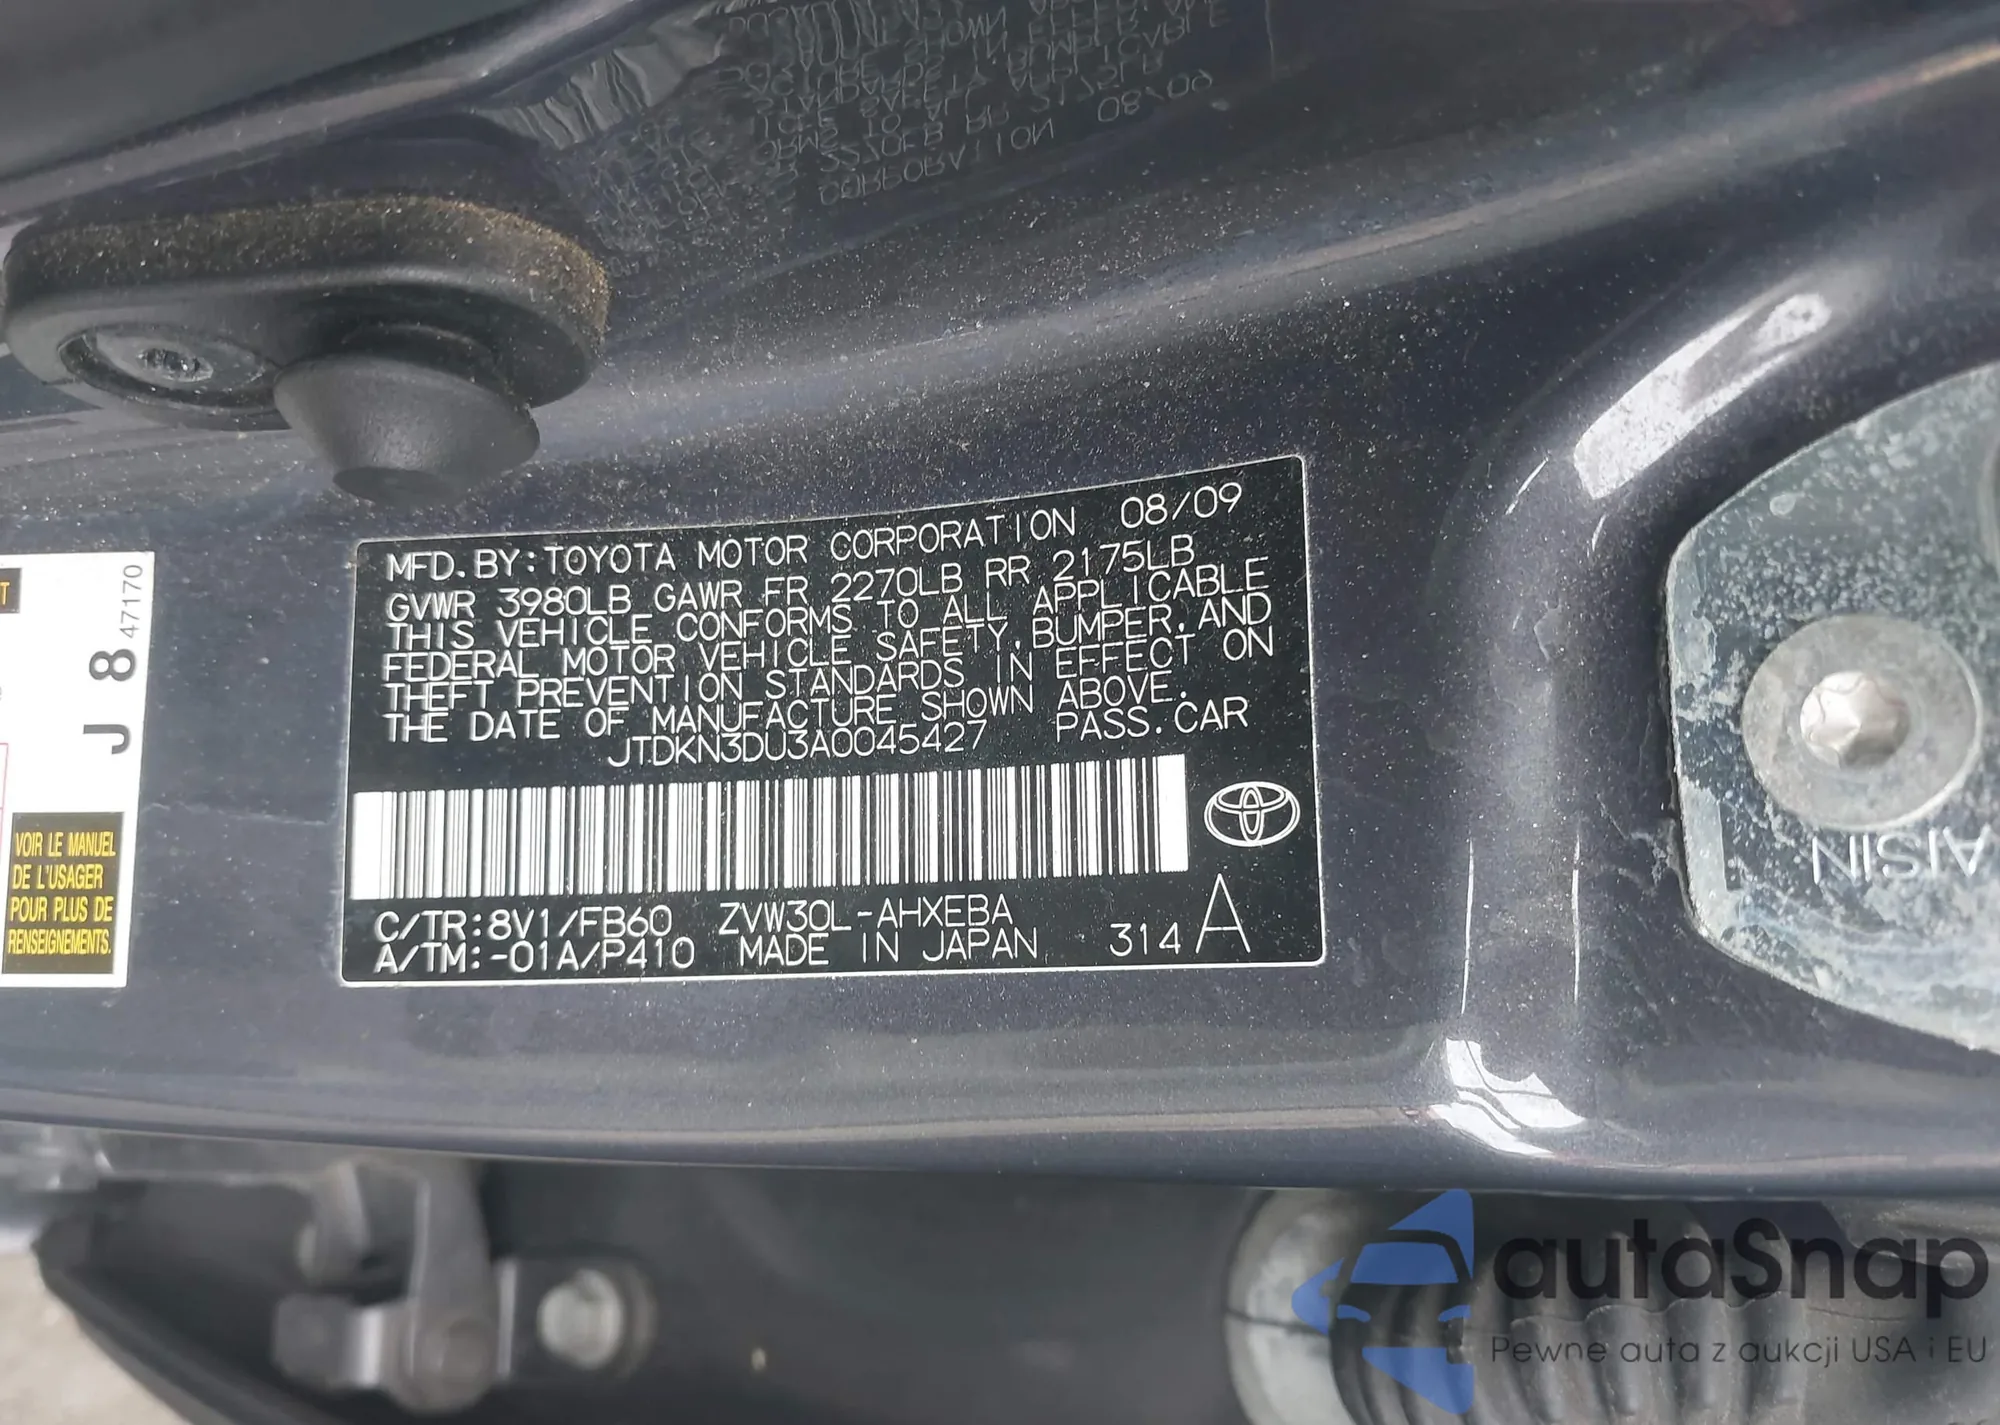 MFD. BY: TOYOTA MOTOR CORPORATION 08/09
GVWR 3980LB GAWR FR 2270LB RR 2175LB
THIS VEHICLE CONFORMS TO ALL APPLICABLE
FEDERAL MOTOR VEHICLE SAFETY, BUMPER, AND
THEFT PREVENTION STANDARDS IN EFFECT ON
THE DATE OF MANUFACTURE SHOWN ABOVE.
JTDKN3DU3A0045427 PASS. CAR
C/TR: 8V1/FB60 ZVW30L-AHXEBA
A/TM: -01A/P410 MADE IN JAPAN 314 A
J 8 47170
T
VOIR LE MANUEL
DE L'USAGER
POUR PLUS DE
RENSEIGNEMENTS.
AISIN
autaSnap
Pewne auta z aukcji USA i EU